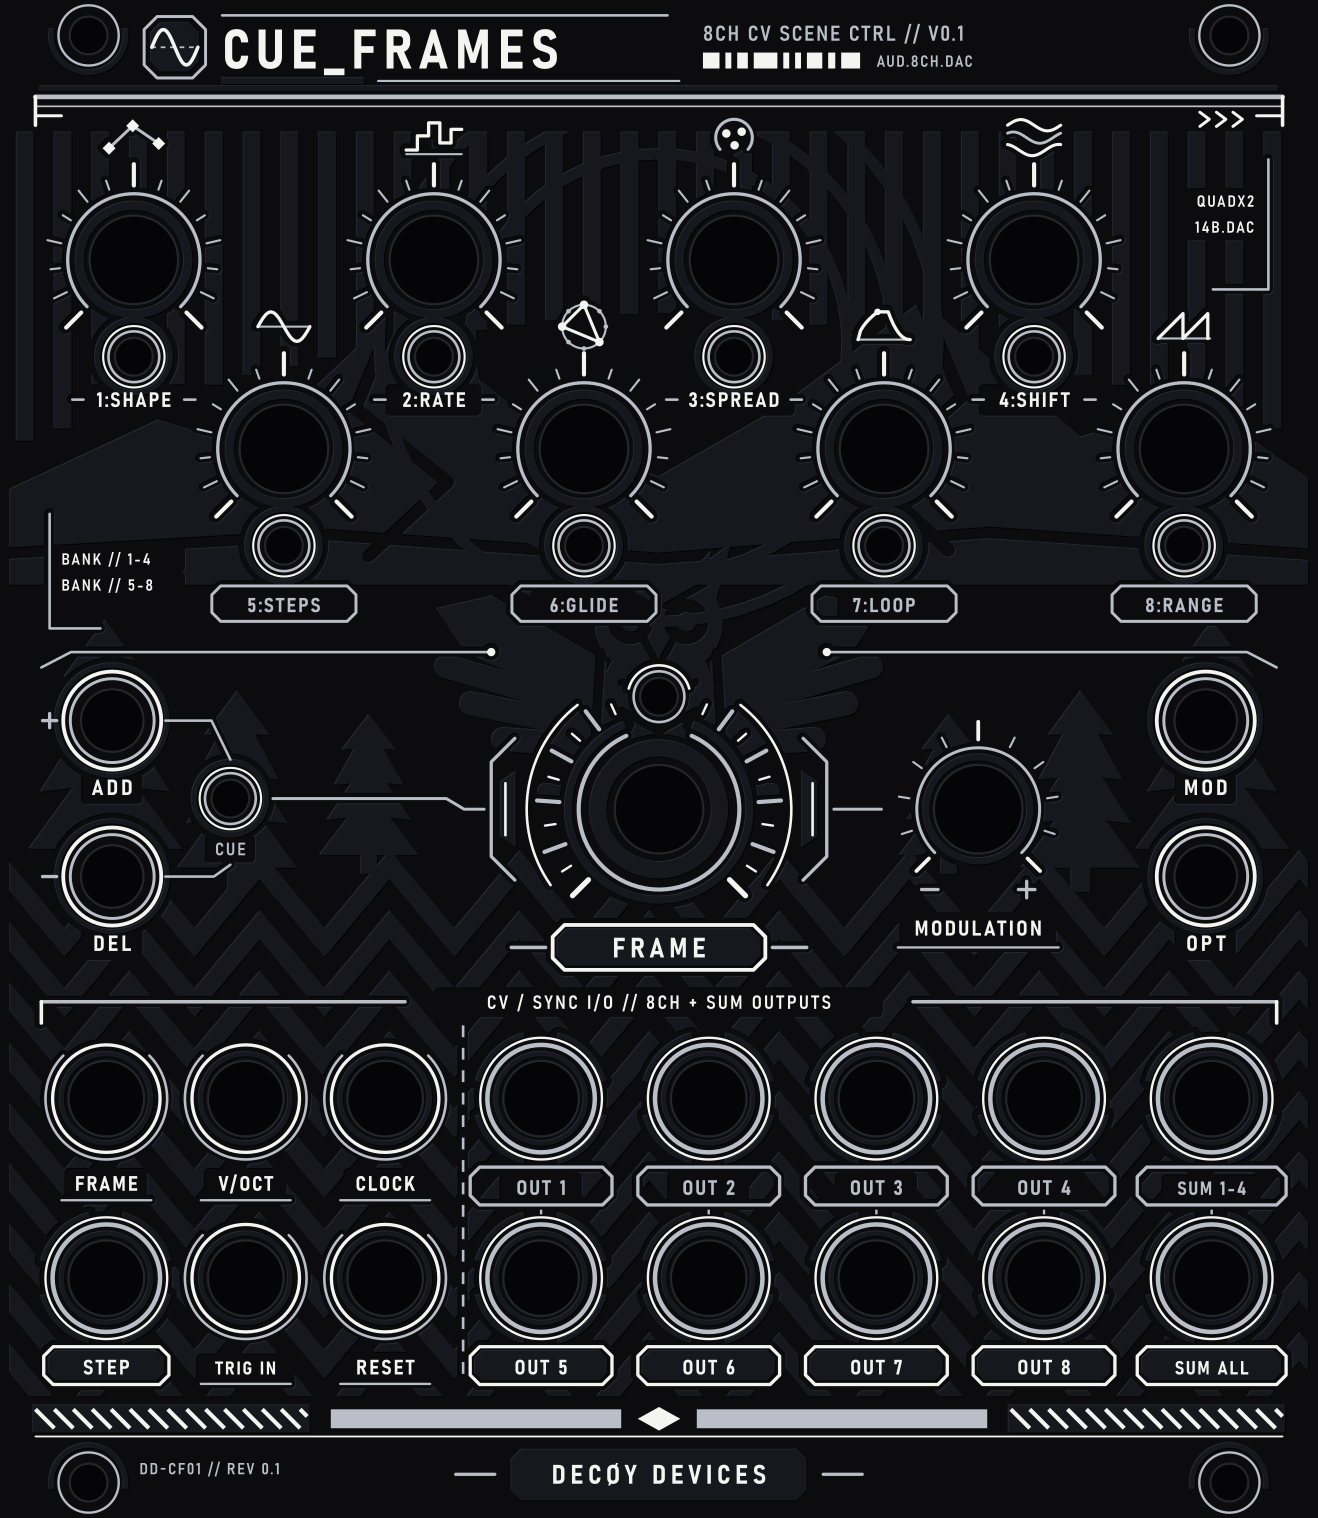 CUE_FRAMES
8CH CV SCENE CTRL // V0.1
AUD.8CH.DAC
QUADX2
14B.DAC
1:SHAPE
2:RATE
3:SPREAD
4:SHIFT
BANK // 1-4
BANK // 5-8
5:STEPS
6:GLIDE
7:LOOP
8:RANGE
+
ADD
CUE
−
DEL
FRAME
− +
MODULATION
MOD
OPT
CV / SYNC I/O // 8CH + SUM OUTPUTS
FRAME
V/OCT
CLOCK
OUT 1
OUT 2
OUT 3
OUT 4
SUM 1-4
STEP
TRIG IN
RESET
OUT 5
OUT 6
OUT 7
OUT 8
SUM ALL
DD-CF01 // REV 0.1
DECØY DEVICES